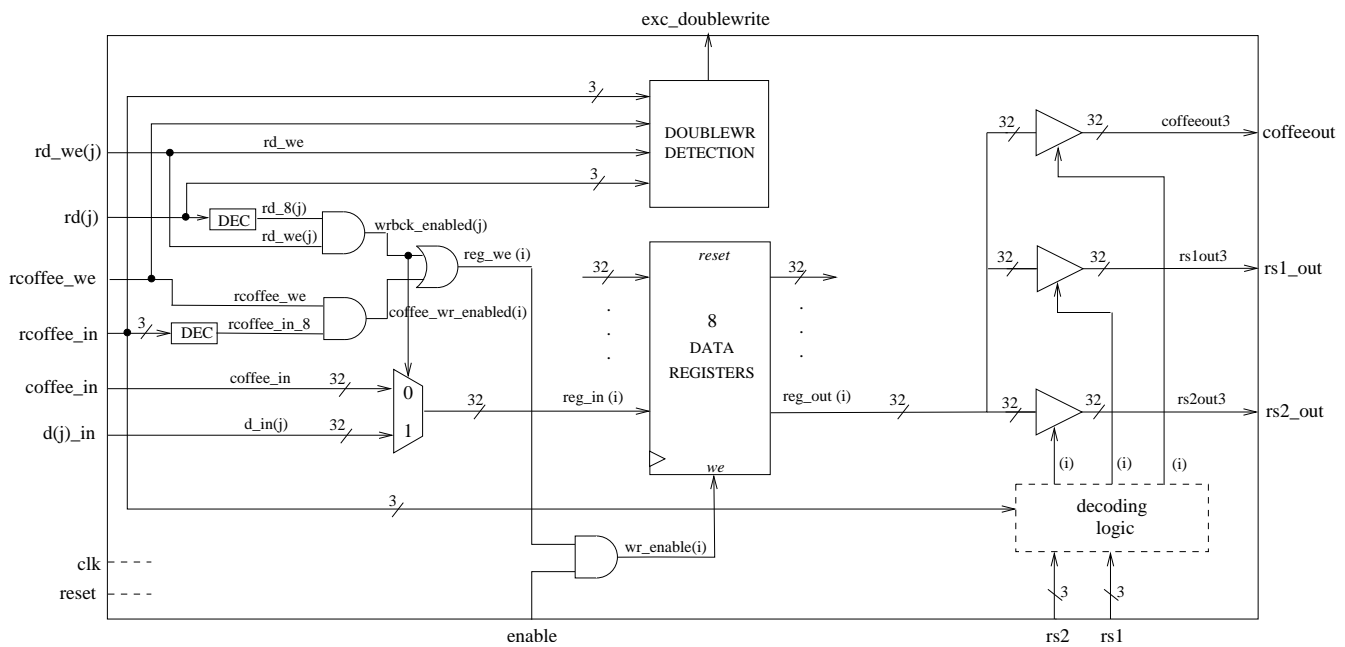 exc_doublewrite
3
rd_we(j)
rd_we
DOUBLEWR
DETECTION
32
32
coffeeout3
coffeeout
3
rd(j)
DEC
rd_8(j)
rd_we(j)
wrbck_enabled(j)
reg_we (i)
reset
32
32
32
32
rs1out3
rs1_out
rcoffee_we
rcoffee_we
coffee_wr_enabled(i)
rcoffee_in
3
DEC
rcoffee_in_8
8
DATA
REGISTERS
coffee_in
coffee_in
32
0
d(j)_in
d_in(j)
32
1
32
reg_in (i)
reg_out (i)
32
32
32
rs2out3
rs2_out
we
(i)
(i)
(i)
3
decoding
logic
wr_enable(i)
clk
reset
3
3
enable
rs2
rs1